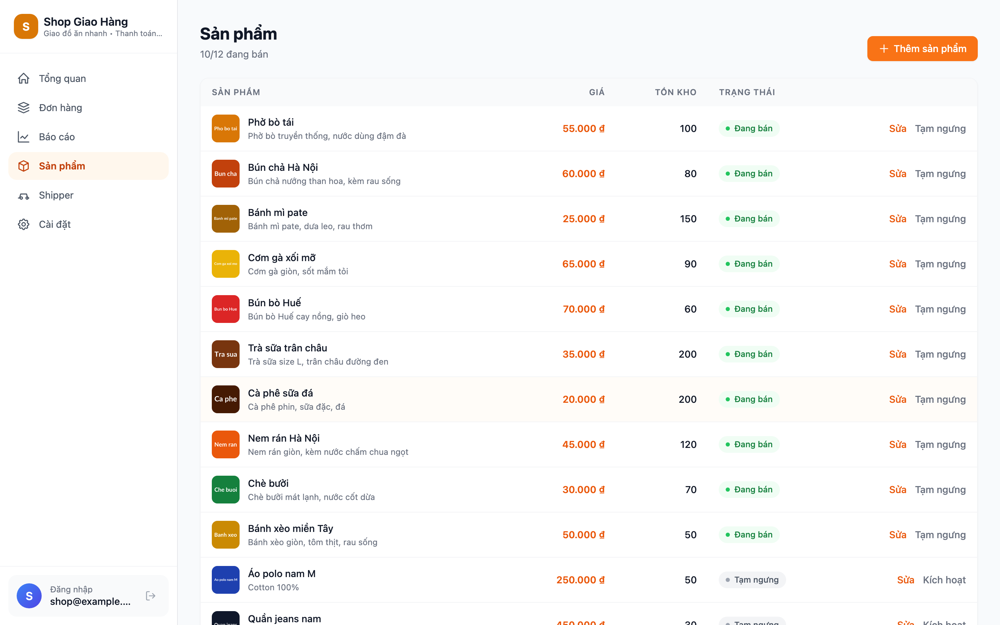 S
Shop Giao Hàng
Giao đồ ăn nhanh • Thanh toán...
Tổng quan
Đơn hàng
Báo cáo
Sản phẩm
Shipper
Cài đặt
S
Đăng nhập
shop@example....
Sản phẩm
10/12 đang bán
+ Thêm sản phẩm
SẢN PHẨM GIÁ TỒN KHO TRẠNG THÁI
Pho bo tai
Phở bò tái
Phở bò truyền thống, nước dùng đậm đà
55.000 ₫ 100 Đang bán Sửa Tạm ngưng
Bun cha
Bún chả Hà Nội
Bún chả nướng than hoa, kèm rau sống
60.000 ₫ 80 Đang bán Sửa Tạm ngưng
Banh mi pate
Bánh mì pate
Bánh mì pate, dưa leo, rau thơm
25.000 ₫ 150 Đang bán Sửa Tạm ngưng
Com ga xoi mo
Cơm gà xối mỡ
Cơm gà giòn, sốt mắm tỏi
65.000 ₫ 90 Đang bán Sửa Tạm ngưng
Bun bo Hue
Bún bò Huế
Bún bò Huế cay nồng, giò heo
70.000 ₫ 60 Đang bán Sửa Tạm ngưng
Tra sua
Trà sữa trân châu
Trà sữa size L, trân châu đường đen
35.000 ₫ 200 Đang bán Sửa Tạm ngưng
Ca phe
Cà phê sữa đá
Cà phê phin, sữa đặc, đá
20.000 ₫ 200 Đang bán Sửa Tạm ngưng
Nem ran
Nem rán Hà Nội
Nem rán giòn, kèm nước chấm chua ngọt
45.000 ₫ 120 Đang bán Sửa Tạm ngưng
Che buoi
Chè bưởi
Chè bưởi mát lạnh, nước cốt dừa
30.000 ₫ 70 Đang bán Sửa Tạm ngưng
Banh xeo
Bánh xèo miền Tây
Bánh xèo giòn, tôm thịt, rau sống
50.000 ₫ 50 Đang bán Sửa Tạm ngưng
Ao polo nam M
Áo polo nam M
Cotton 100%
250.000 ₫ 50 Tạm ngưng Sửa Kích hoạt
Quan jeans
Quần jeans nam
450.000 ₫ 30 Tạm ngưng Sửa Kích hoạt